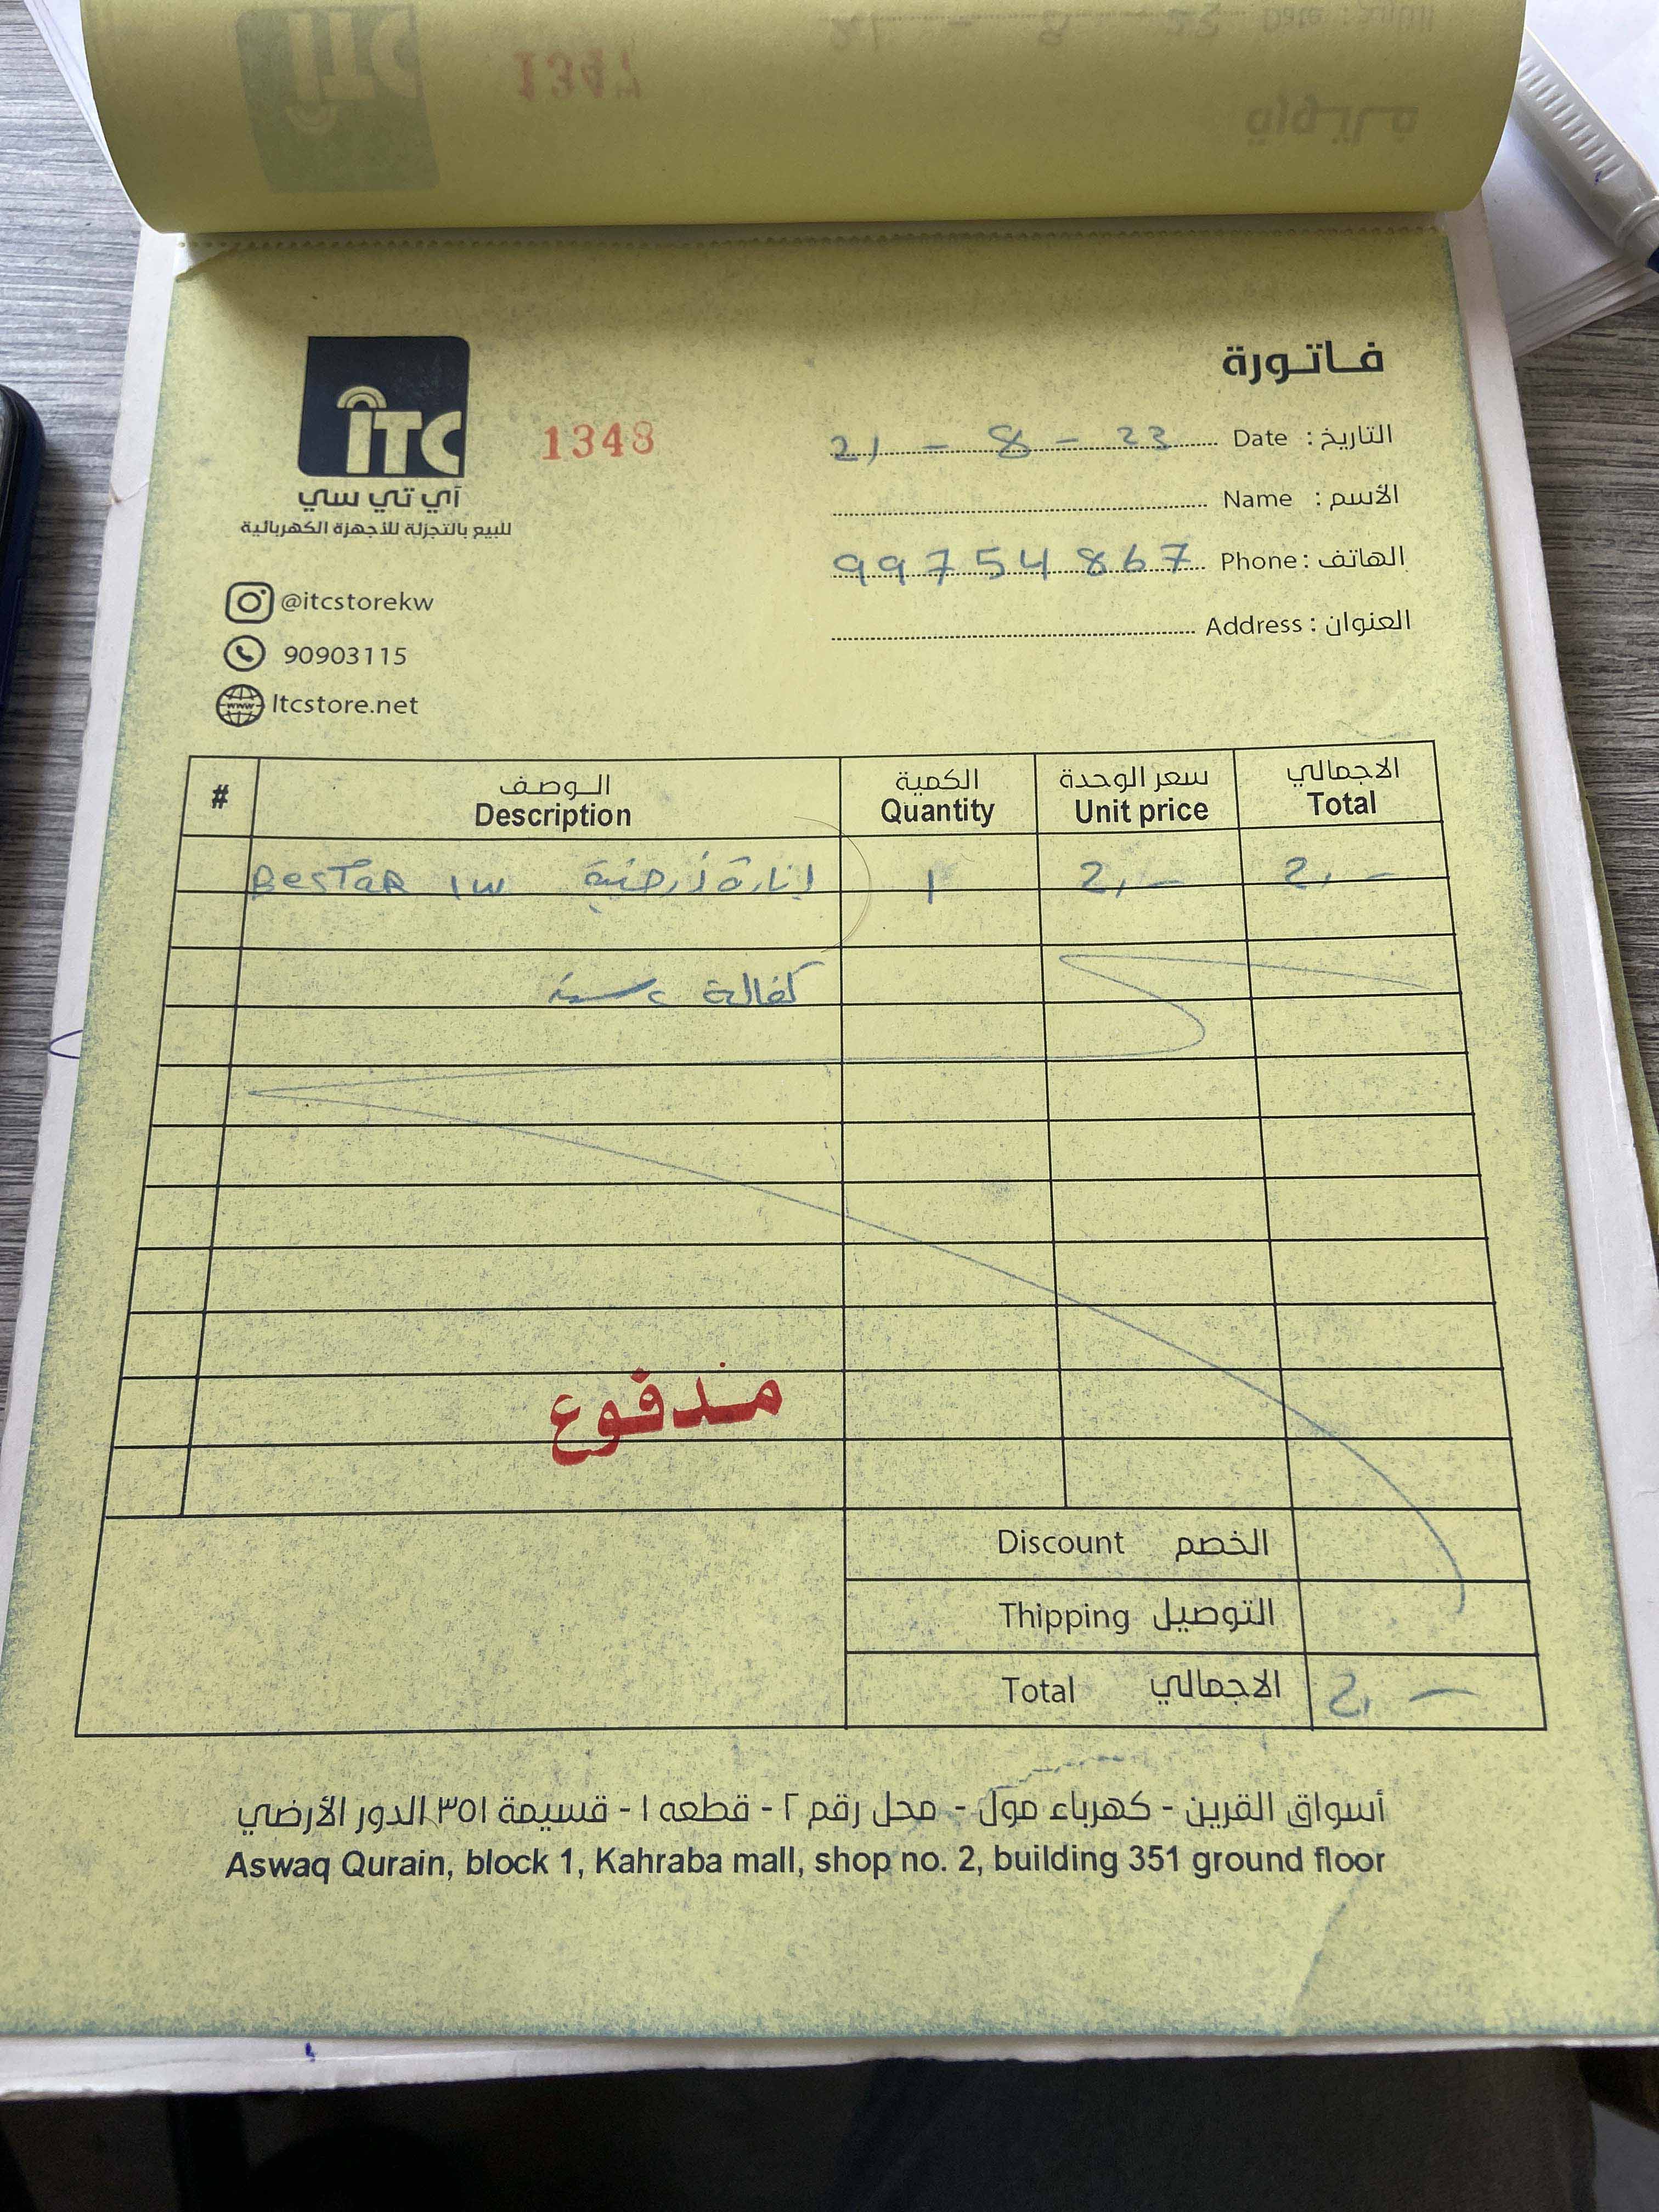 فاتورة
ITC
1348
آي تي سي
للبيع بالتجزئة للأجهزة الكهربائية
التاريخ : Date 21 - 8 - 23
الأسم : Name
الهاتف : Phone 99754867
العنوان : Address
@itcstorekw
90903115
Itcstore.net
# الوصف الكمية سعر الوحدة الاجمالي
Description Quantity Unit price Total
إنارة أرضية 1w BESTAR 1 2,- 2,-
كفالة سنة
مدفوع
Discount الخصم
Thipping التوصيل
Total الاجمالي 2,-
أسواق القرين - كهرباء مول - محل رقم ٢ - قطعه ١ - قسيمة ٣٥١ الدور الأرضي
Aswaq Qurain, block 1, Kahraba mall, shop no. 2, building 351 ground floor